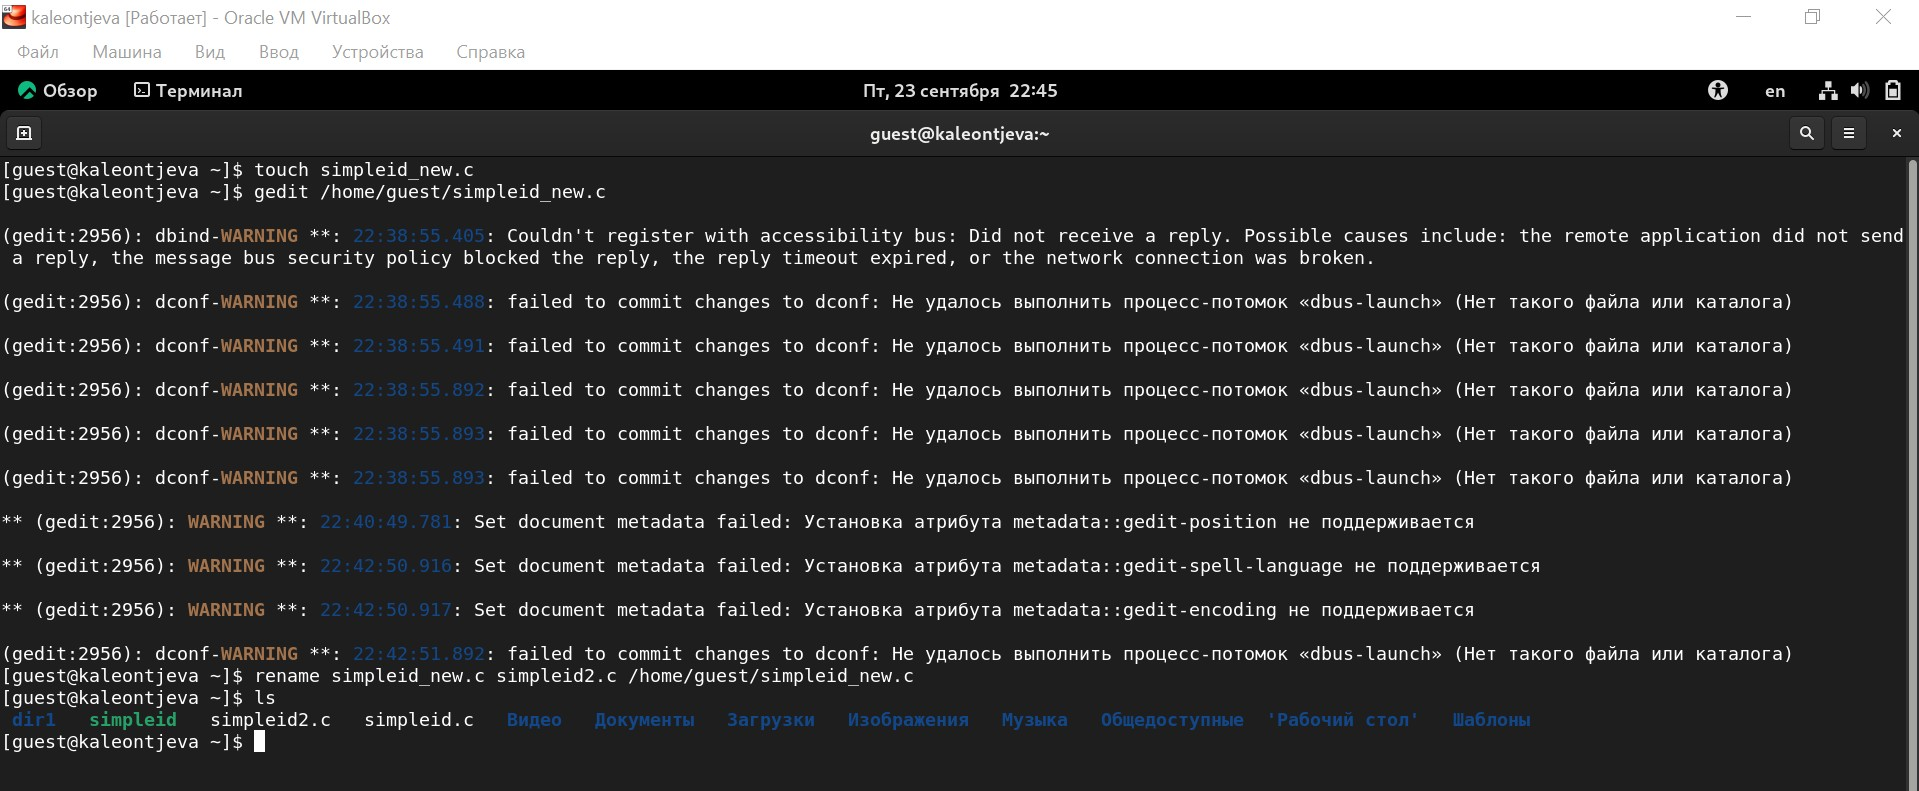 kaleontjeva [Работает] - Oracle VM VirtualBox
Файл Машина Вид Ввод Устройства Справка
Обзор Терминал Пт, 23 сентября 22:45 en
guest@kaleontjeva:~
[guest@kaleontjeva ~]$ touch simpleid_new.c
[guest@kaleontjeva ~]$ gedit /home/guest/simpleid_new.c
(gedit:2956): dbind-WARNING **: 22:38:55.405: Couldn't register with accessibility bus: Did not receive a reply. Possible causes include: the remote application did not send
a reply, the message bus security policy blocked the reply, the reply timeout expired, or the network connection was broken.
(gedit:2956): dconf-WARNING **: 22:38:55.488: failed to commit changes to dconf: Не удалось выполнить процесс-потомок «dbus-launch» (Нет такого файла или каталога)
(gedit:2956): dconf-WARNING **: 22:38:55.491: failed to commit changes to dconf: Не удалось выполнить процесс-потомок «dbus-launch» (Нет такого файла или каталога)
(gedit:2956): dconf-WARNING **: 22:38:55.892: failed to commit changes to dconf: Не удалось выполнить процесс-потомок «dbus-launch» (Нет такого файла или каталога)
(gedit:2956): dconf-WARNING **: 22:38:55.893: failed to commit changes to dconf: Не удалось выполнить процесс-потомок «dbus-launch» (Нет такого файла или каталога)
(gedit:2956): dconf-WARNING **: 22:38:55.893: failed to commit changes to dconf: Не удалось выполнить процесс-потомок «dbus-launch» (Нет такого файла или каталога)
** (gedit:2956): WARNING **: 22:40:49.781: Set document metadata failed: Установка атрибута metadata::gedit-position не поддерживается
** (gedit:2956): WARNING **: 22:42:50.916: Set document metadata failed: Установка атрибута metadata::gedit-spell-language не поддерживается
** (gedit:2956): WARNING **: 22:42:50.917: Set document metadata failed: Установка атрибута metadata::gedit-encoding не поддерживается
(gedit:2956): dconf-WARNING **: 22:42:51.892: failed to commit changes to dconf: Не удалось выполнить процесс-потомок «dbus-launch» (Нет такого файла или каталога)
[guest@kaleontjeva ~]$ rename simpleid_new.c simpleid2.c /home/guest/simpleid_new.c
[guest@kaleontjeva ~]$ ls
dir1 simpleid simpleid2.c simpleid.c Видео Документы Загрузки Изображения Музыка Общедоступные 'Рабочий стол' Шаблоны
[guest@kaleontjeva ~]$